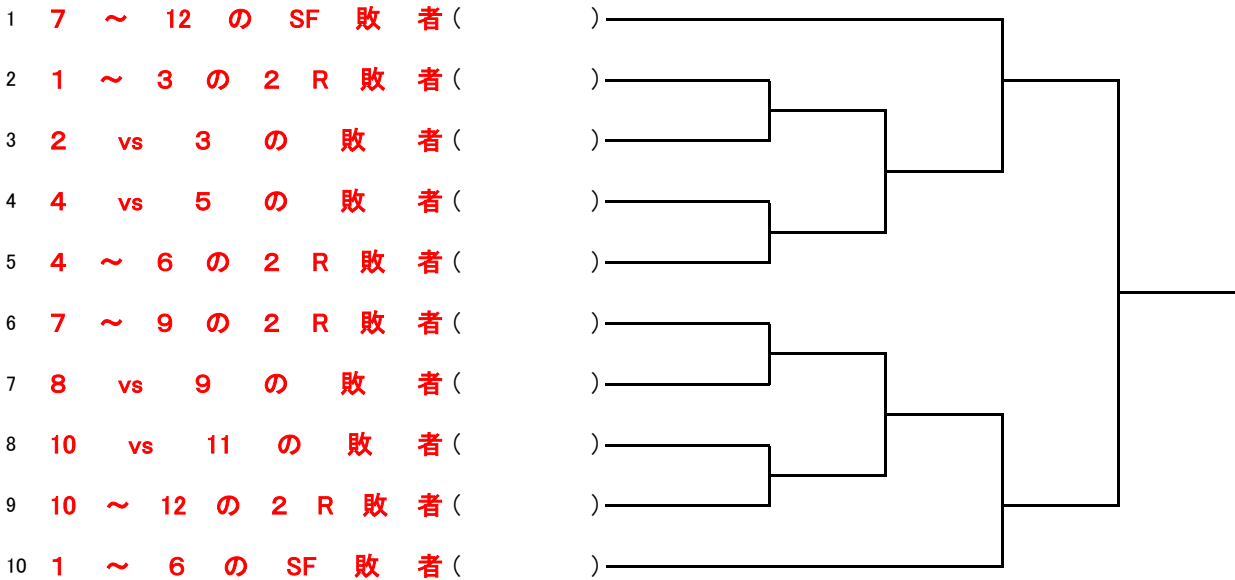 1 7 ～ 12 の SF 敗 者 ( )
2 1 ～ 3 の 2 R 敗 者 ( )
3 2 vs 3 の 敗 者 ( )
4 4 vs 5 の 敗 者 ( )
5 4 ～ 6 の 2 R 敗 者 ( )
6 7 ～ 9 の 2 R 敗 者 ( )
7 8 vs 9 の 敗 者 ( )
8 10 vs 11 の 敗 者 ( )
9 10 ～ 12 の 2 R 敗 者 ( )
10 1 ～ 6 の SF 敗 者 ( )